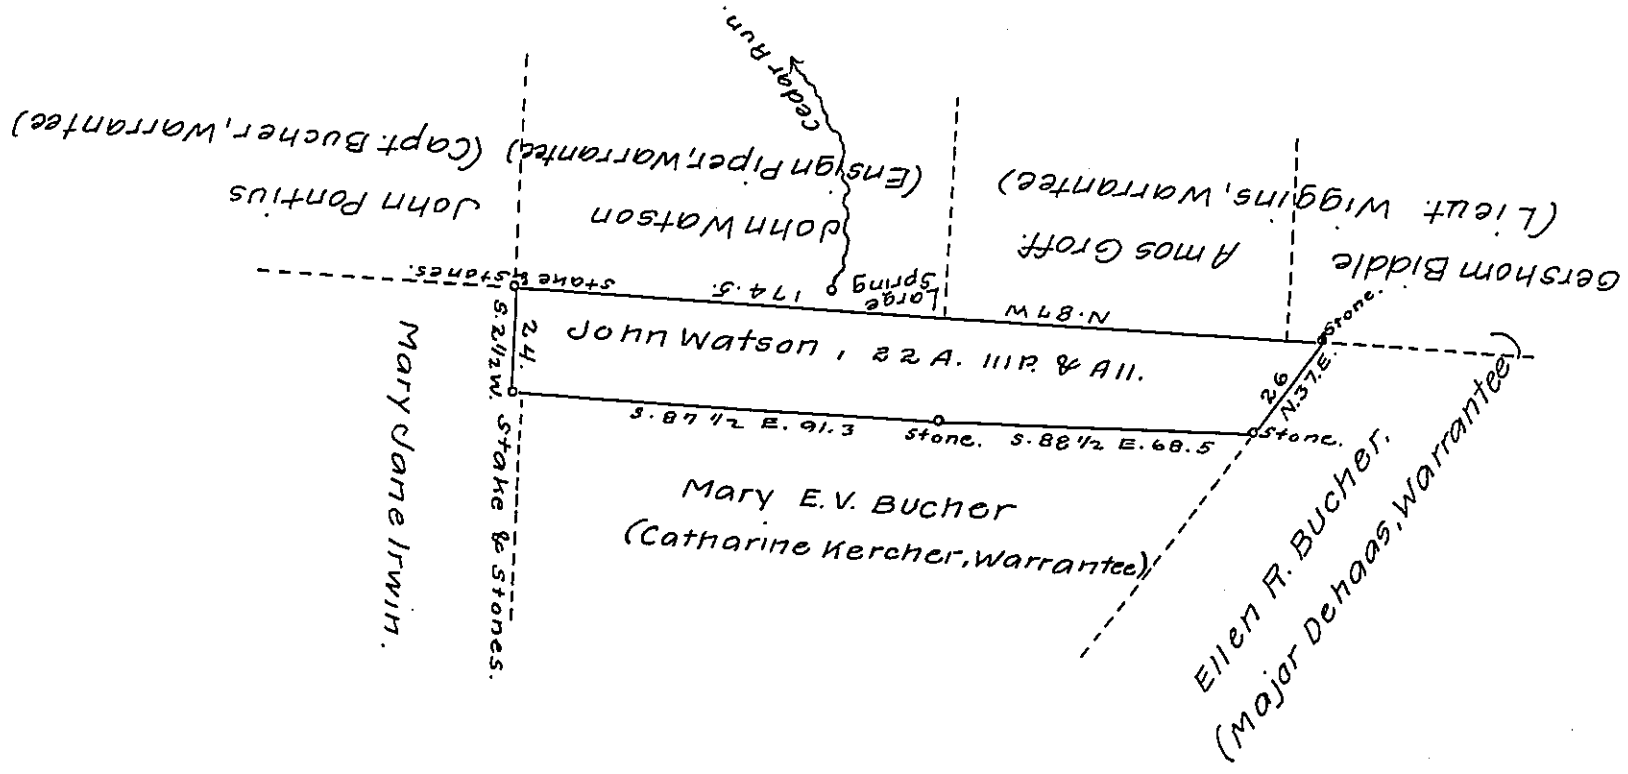 Cedar Run.
(Capt. Bucher, Warrantee)
John Pontius
(Ensign Piper, Warrantee)
John Watson
(Lieut. Wiggins, Warrantee)
Amos Groff.
Gershom Biddle
Large
Spring
Stake & Stones.
174.5.
N.87W
Stone.
S.2 1/2 W.
24.
John Watson, 22 A. 111 P. & All.
26
N.37.E.
S.87 1/2 E. 91.3
Stone.
S.88 1/2 E. 68.5
Stone.
Stake & Stones.
Mary Jane Irwin.
Mary E. V. Bucher
(Catharine Kercher, Warrantee)
Ellen R. Bucher.
(Major Dehaas, Warrantee)